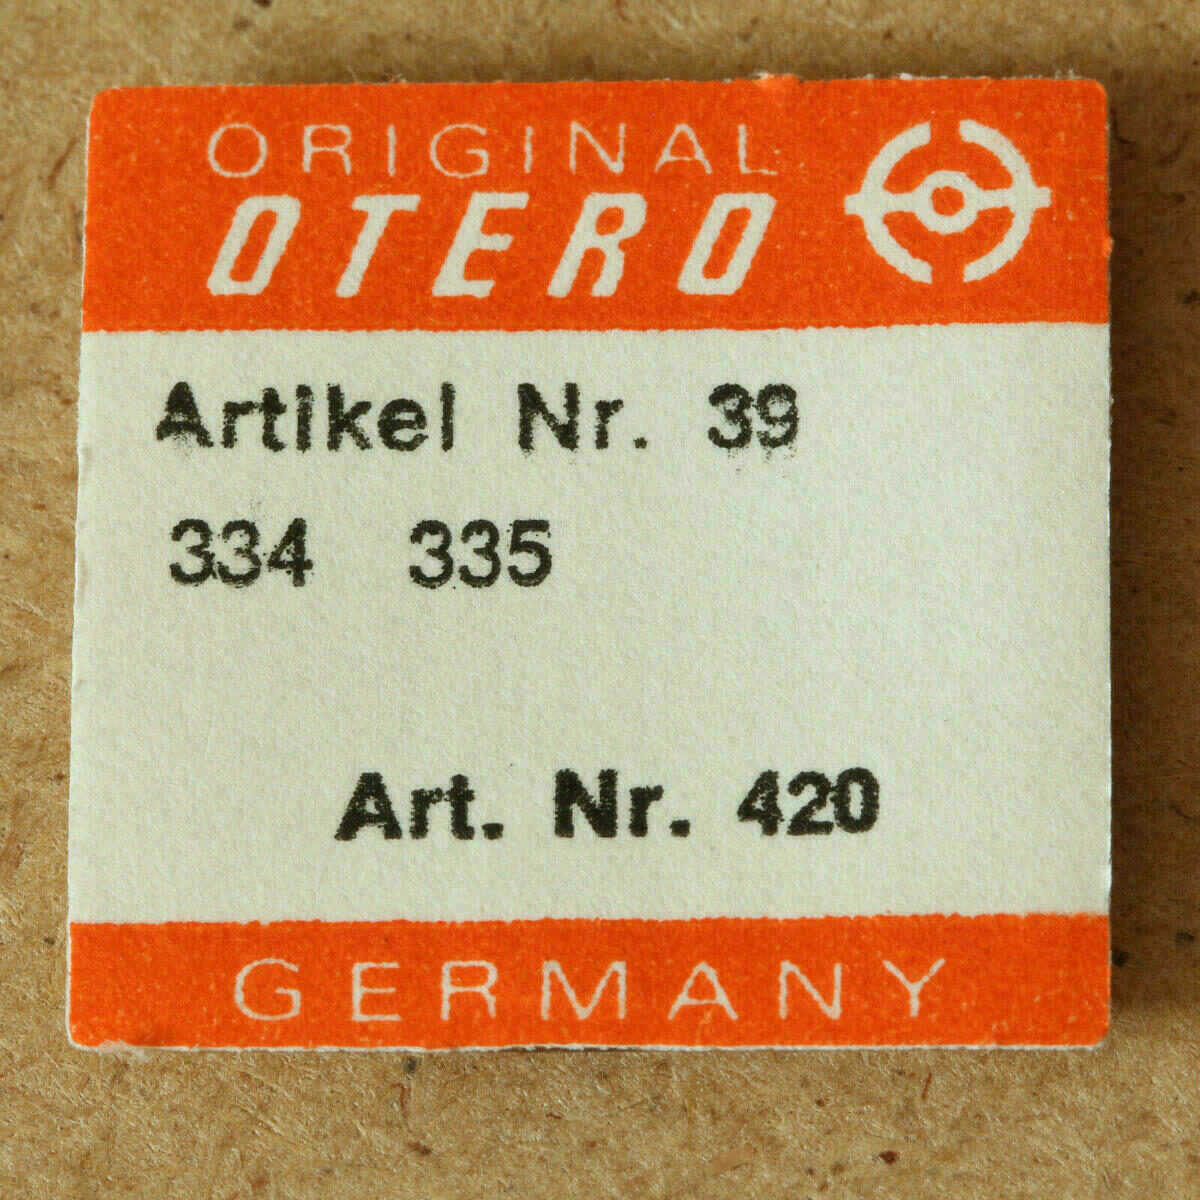 ORIGINAL
OTERO
Artikel Nr. 39
334 335
Art. Nr. 420
GERMANY